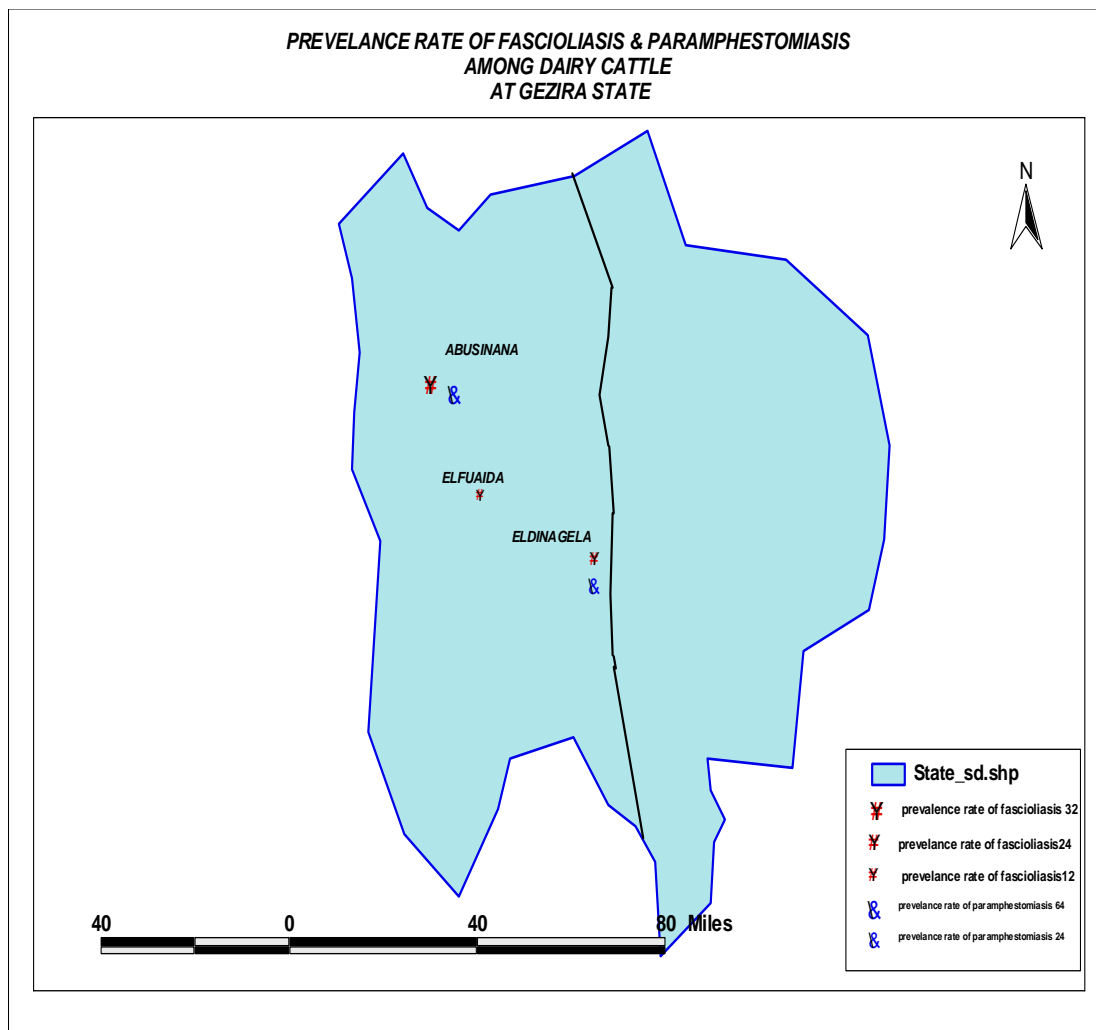 PREVELANCE RATE OF FASCIOLIASIS & PARAMPHESTOMIASIS
AMONG DAIRY CATTLE
AT GEZIRA STATE
N
ABUSINANA
¥
&
ELFUAIDA
¥
ELDINAGELA
¥
&
State_sd.shp
¥ prevalence rate of fascioliasis 32
¥ prevelance rate of fascioliasis24
¥ prevelance rate of fascioliasis12
& prevelance rate of paramphestomiasis 64
& prevelance rate of paramphestomiasis 24
40 0 40 80 Miles